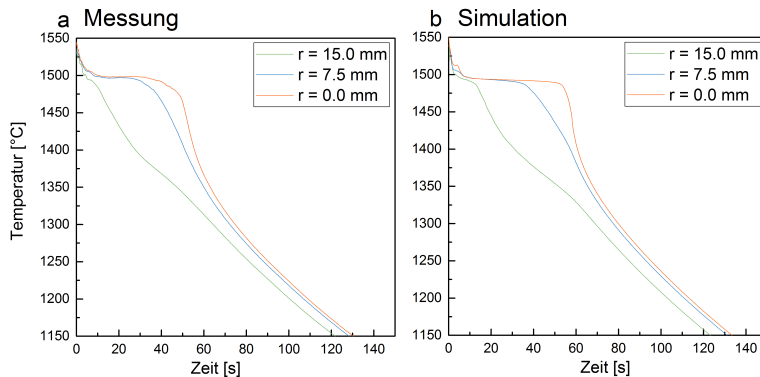 a Messung
1550
1500
1450
1400
1350
1300
1250
1200
1150
Temperatur [°C]
r = 15.0 mm
r = 7.5 mm
r = 0.0 mm
0 20 40 60 80 100 120 140
Zeit [s]
b Simulation
1550
1500
1450
1400
1350
1300
1250
1200
1150
r = 15.0 mm
r = 7.5 mm
r = 0.0 mm
0 20 40 60 80 100 120 140
Zeit [s]